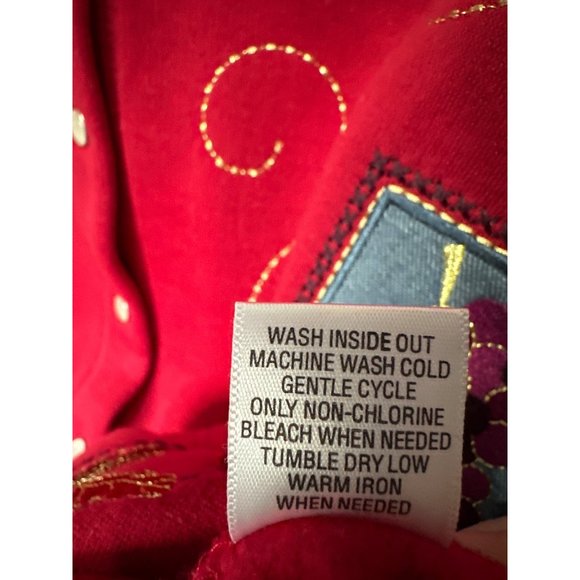 WASH INSIDE OUT
MACHINE WASH COLD
GENTLE CYCLE
ONLY NON-CHLORINE
BLEACH WHEN NEEDED
TUMBLE DRY LOW
WARM IRON
WHEN NEEDED